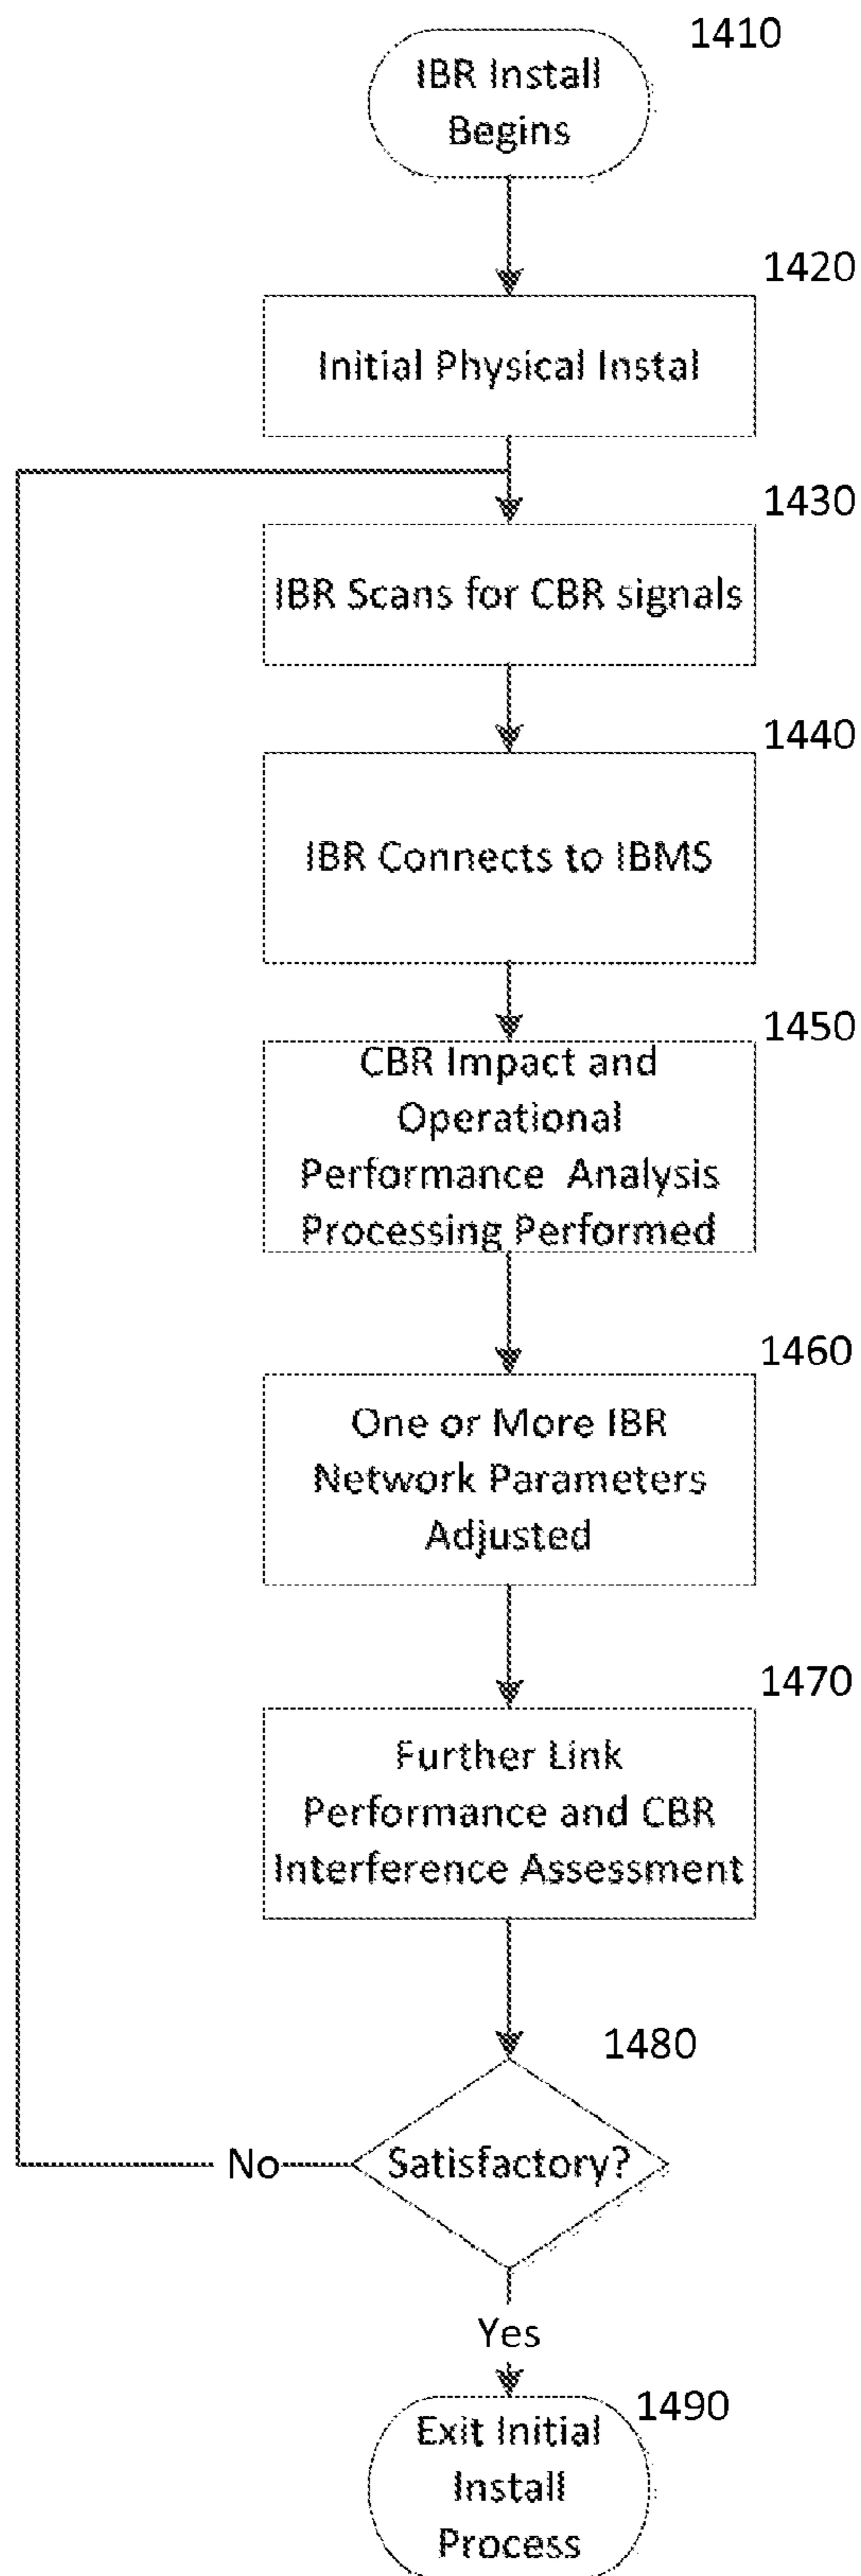 1410
IBR Install
Begins
1420
Initial Physical Instal
1430
IBR Scans for CBR signals
1440
IBR Connects to IBMS
1450
CBR Impact and
Operational
Performance Analysis
Processing Performed
1460
One or More IBR
Network Parameters
Adjusted
1470
Further Link
Performance and CBR
Interference Assessment
1480
Satisfactory?
No
Yes
1490
Exit Initial
Install
Process